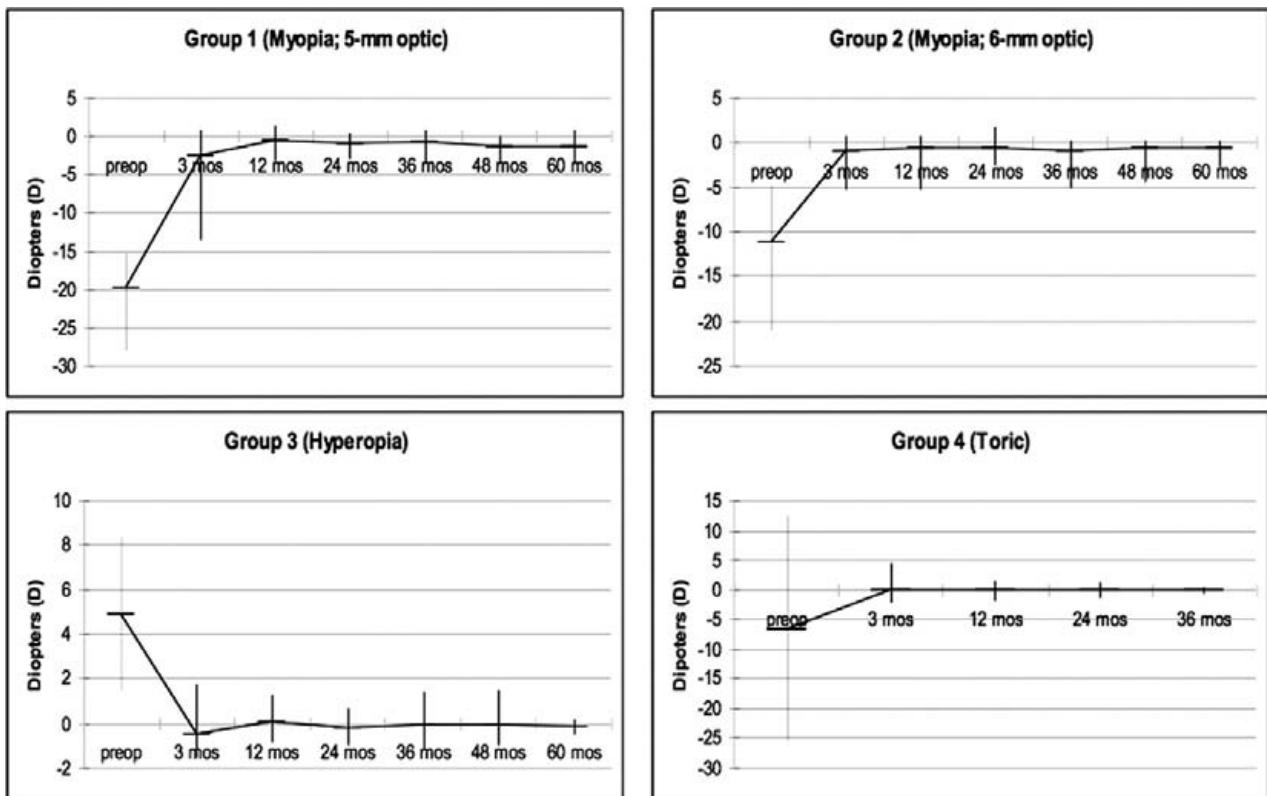 Group 1 (Myopia; 5-mm optic)
5
0
-5
-10
-15
-20
-25
-30
Diopters (D)
preop 3 mos 12 mos 24 mos 36 mos 48 mos 60 mos
Group 2 (Myopia; 6-mm optic)
5
0
-5
-10
-15
-20
-25
Diopters (D)
preop 3 mos 12 mos 24 mos 36 mos 48 mos 60 mos
Group 3 (Hyperopia)
10
8
6
4
2
0
-2
Diopters (D)
preop 3 mos 12 mos 24 mos 36 mos 48 mos 60 mos
Group 4 (Toric)
15
10
5
0
-5
-10
-15
-20
-25
-30
Dipoters (D)
preop 3 mos 12 mos 24 mos 36 mos